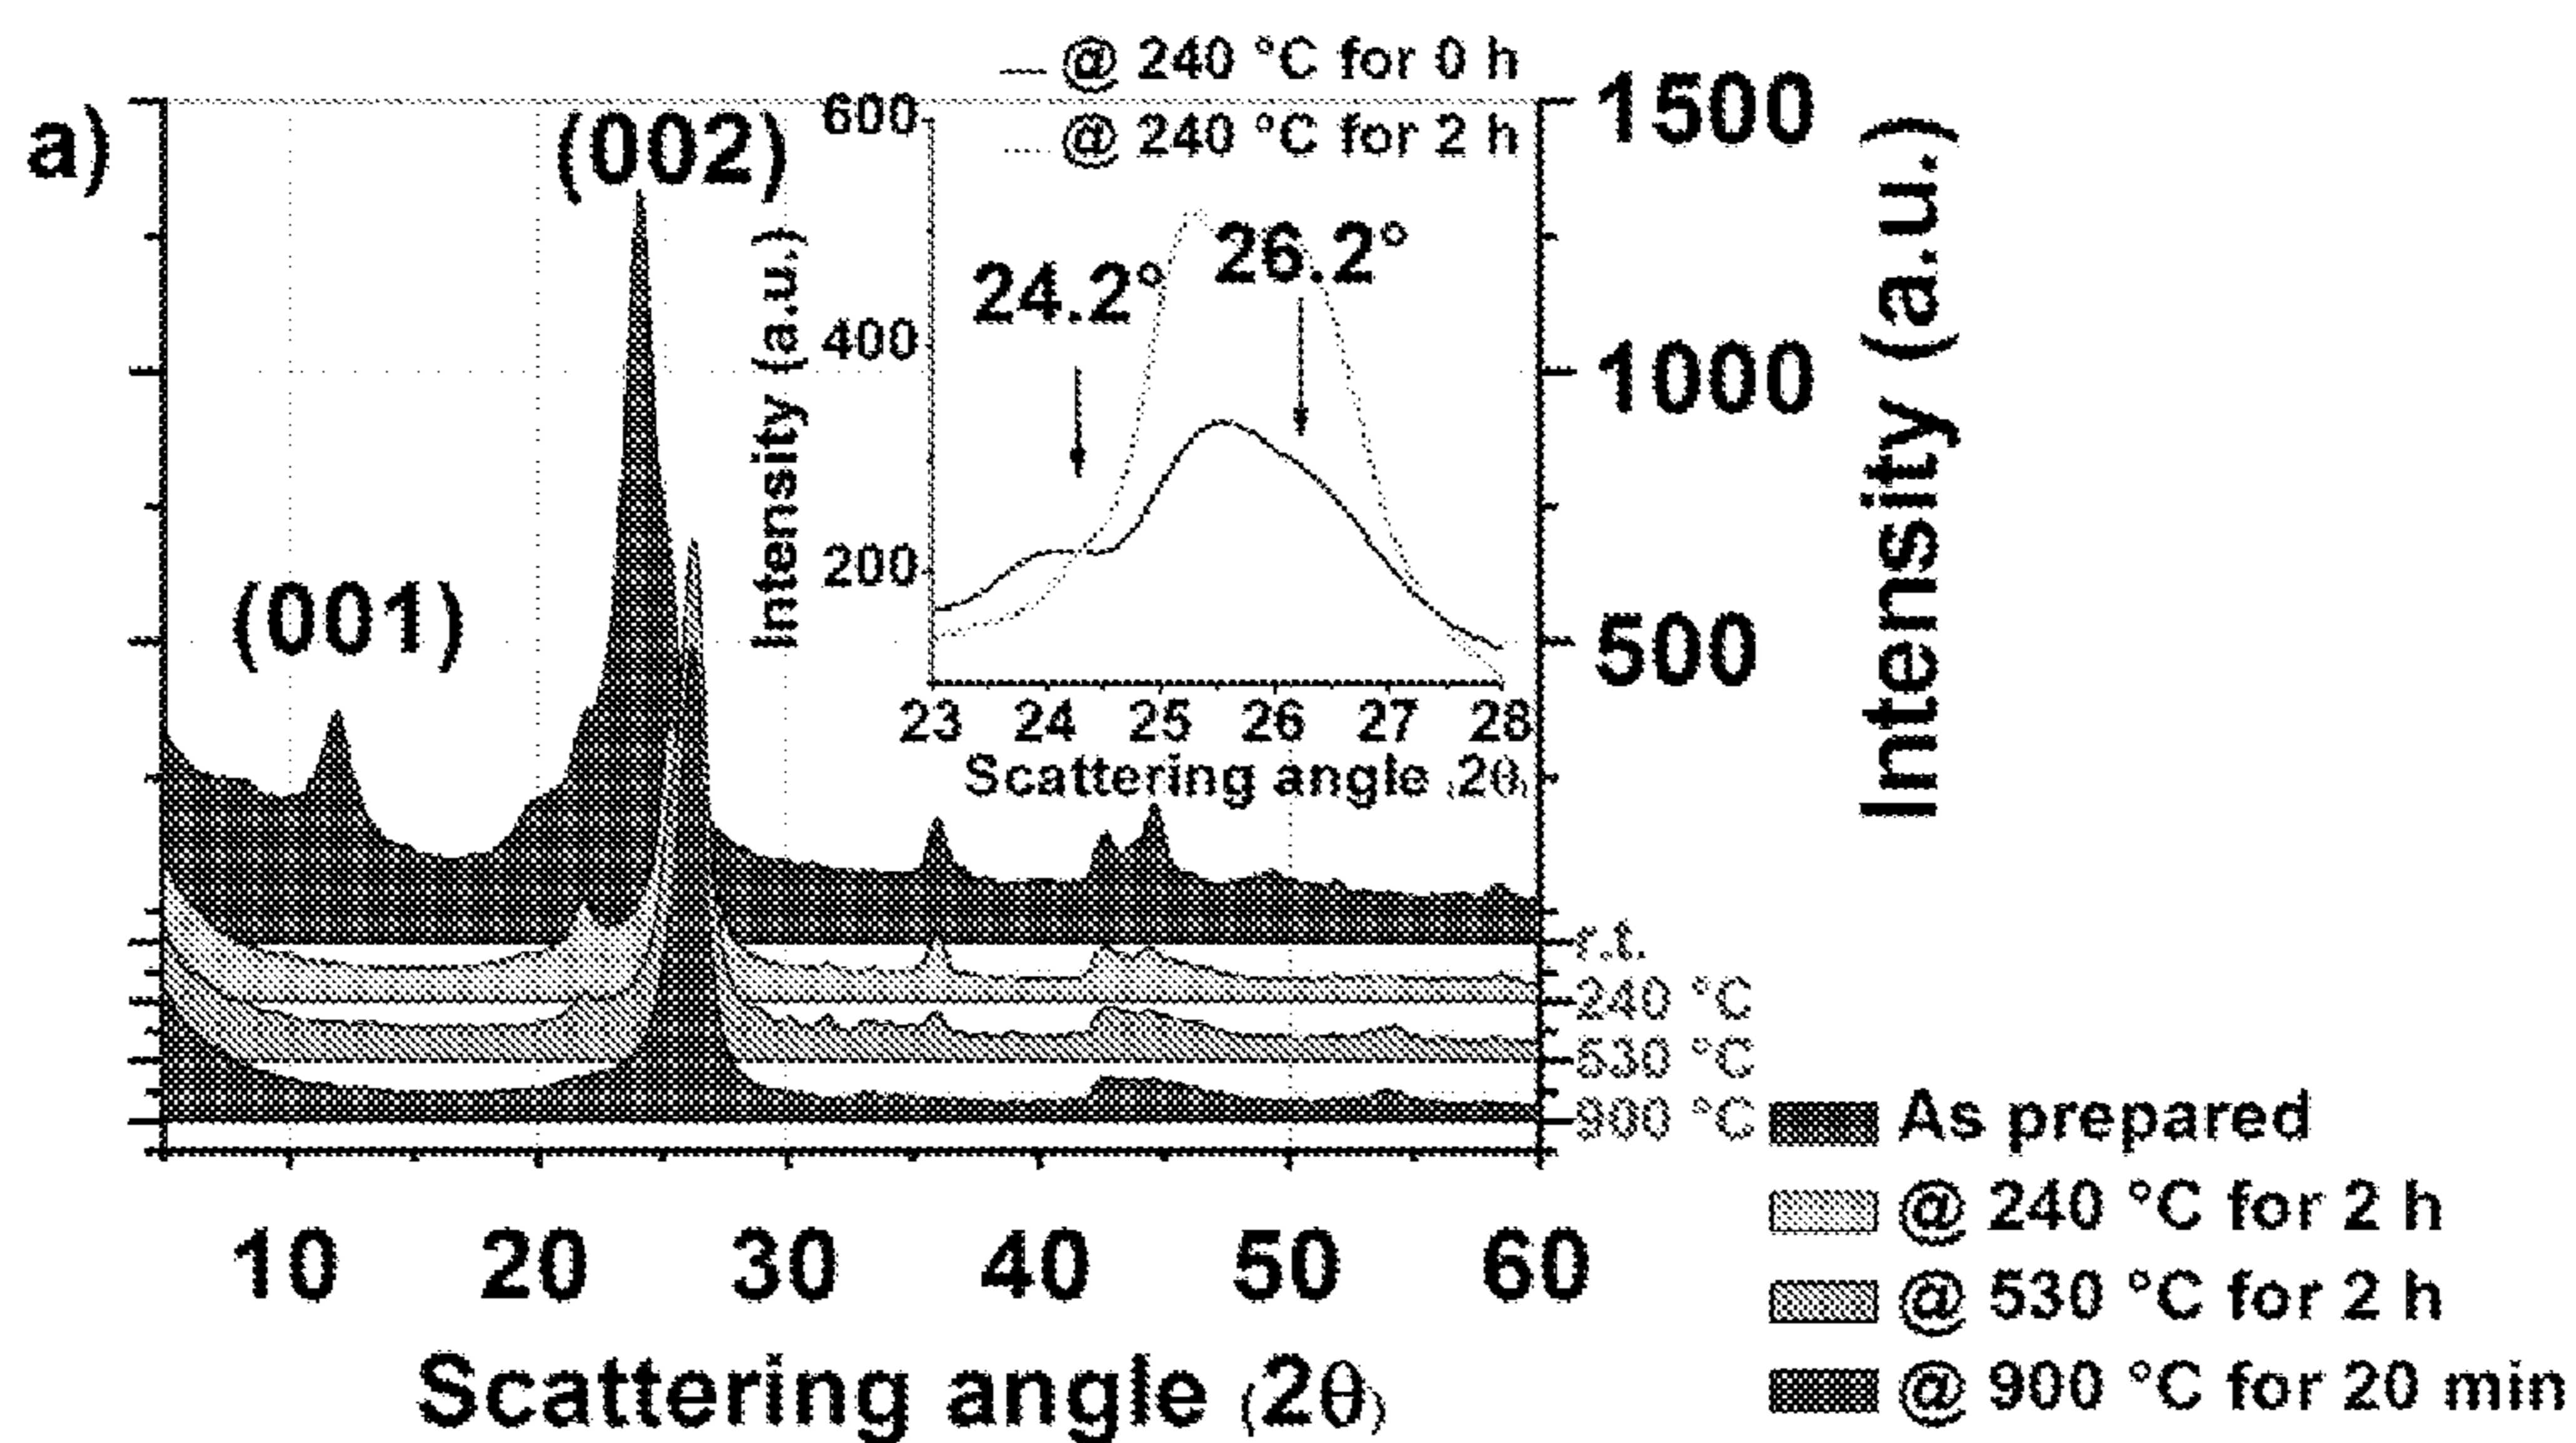 a)
(002)
(001)
@ 240 °C for 0 h
@ 240 °C for 2 h
600
400
200
Intensity (a.u.)
24.2°
26.2°
23 24 25 26 27 28
Scattering angle (2θ)
1500
1000
500
Intensity (a.u.)
r.t.
240 °C
530 °C
900 °C
10 20 30 40 50 60
Scattering angle (2θ)
As prepared
@ 240 °C for 2 h
@ 530 °C for 2 h
@ 900 °C for 20 min